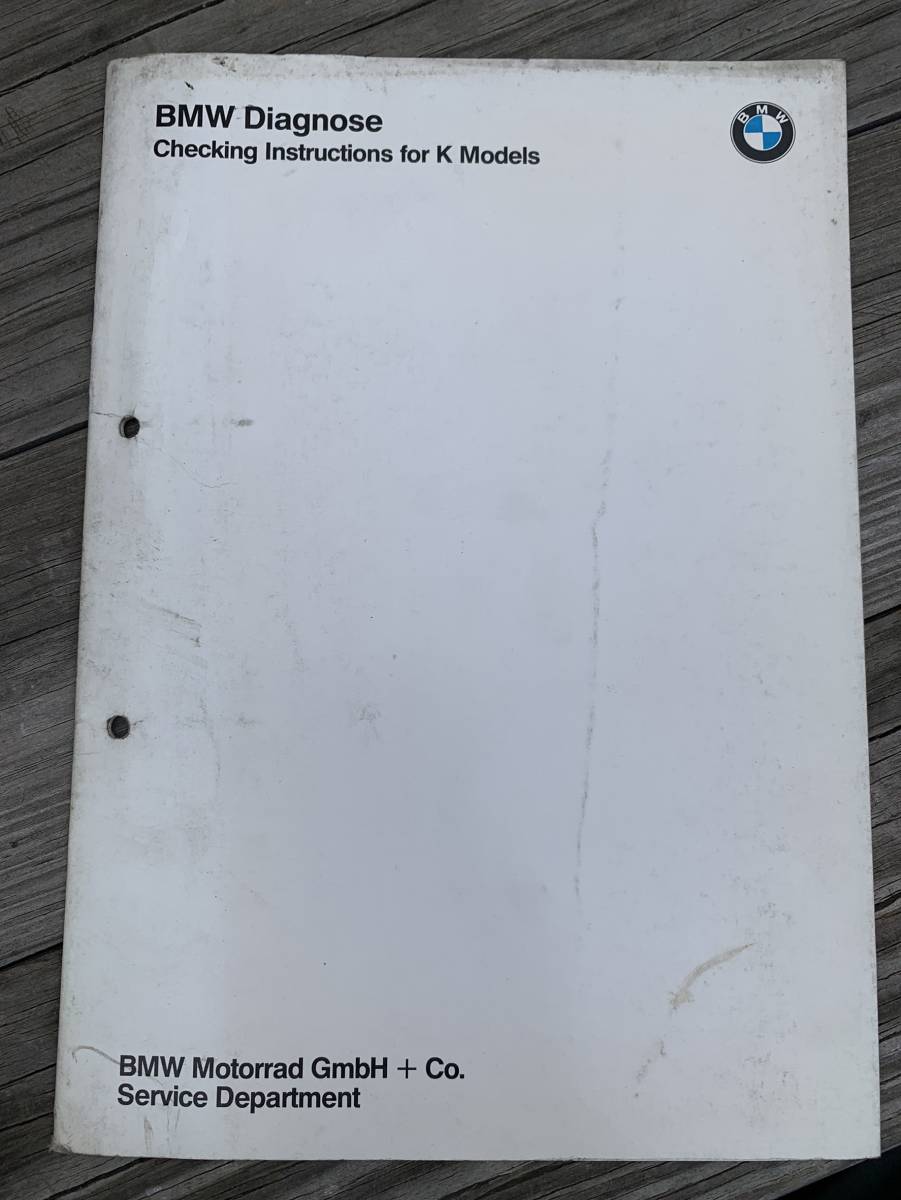 BMW Diagnose
Checking Instructions for K Models
BMW
BMW Motorrad GmbH + Co.
Service Department